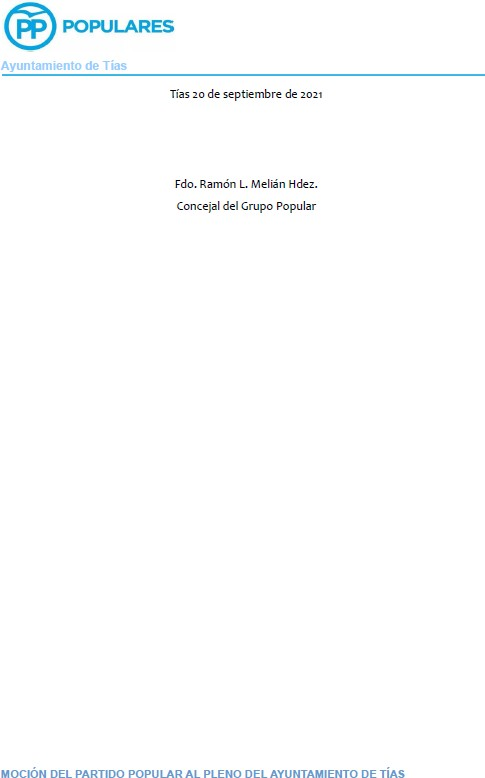 PP POPULARES
Ayuntamiento de Tías
Tías 20 de septiembre de 2021
Fdo. Ramón L. Melián Hdez.
Concejal del Grupo Popular
MOCIÓN DEL PARTIDO POPULAR AL PLENO DEL AYUNTAMIENTO DE TÍAS